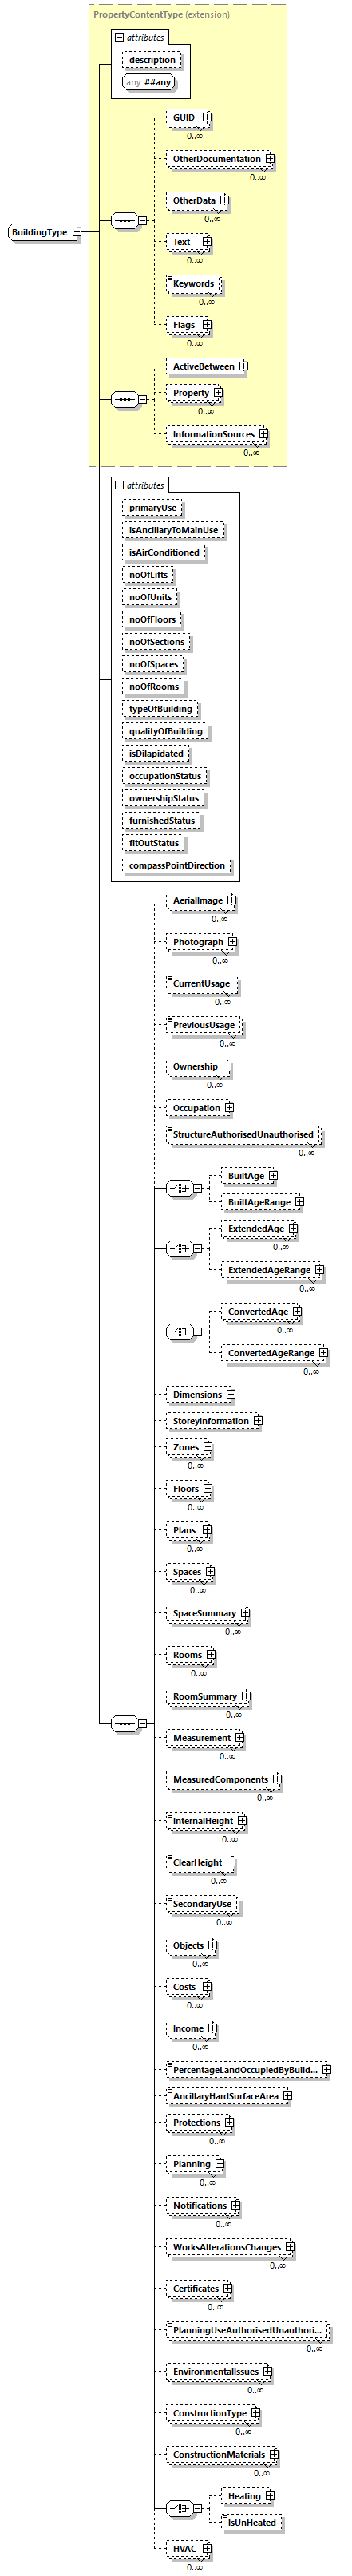 PropertyContentType (extension)
attributes
description
any ##any
GUID
0..∞
OtherDocumentation
0..∞
OtherData
0..∞
BuildingType
Text
0..∞
Keywords
0..∞
Flags
0..∞
ActiveBetween
Property
0..∞
InformationSources
0..∞
attributes
primaryUse
isAncillaryToMainUse
isAirConditioned
noOfLifts
noOfUnits
noOfFloors
noOfSections
noOfSpaces
noOfRooms
typeOfBuilding
qualityOfBuilding
isDilapidated
occupationStatus
ownershipStatus
furnishedStatus
fitOutStatus
compassPointDirection
AerialImage
0..∞
Photograph
0..∞
CurrentUsage
0..∞
PreviousUsage
0..∞
Ownership
0..∞
Occupation
StructureAuthorisedUnauthorised
0..∞
BuiltAge
BuiltAgeRange
ExtendedAge
0..∞
ExtendedAgeRange
0..∞
ConvertedAge
0..∞
ConvertedAgeRange
0..∞
Dimensions
StoreyInformation
Zones
0..∞
Floors
0..∞
Plans
0..∞
Spaces
0..∞
SpaceSummary
0..∞
Rooms
0..∞
RoomSummary
0..∞
Measurement
0..∞
MeasuredComponents
0..∞
InternalHeight
0..∞
ClearHeight
0..∞
SecondaryUse
0..∞
Objects
0..∞
Costs
0..∞
Income
0..∞
PercentageLandOccupiedByBuild...
AncillaryHardSurfaceArea
Protections
0..∞
Planning
0..∞
Notifications
0..∞
WorksAlterationsChanges
0..∞
Certificates
0..∞
PlanningUseAuthorisedUnauthori...
0..∞
EnvironmentalIssues
0..∞
ConstructionType
0..∞
ConstructionMaterials
0..∞
Heating
IsUnHeated
HVAC
0..∞